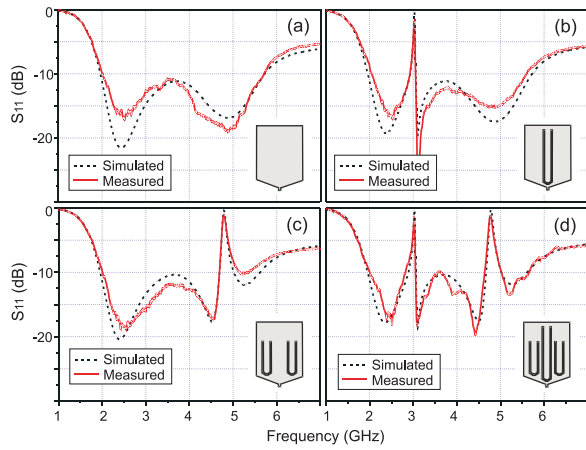 (a)
(b)
0
-10
-20
S11 (dB)
Simulated
Measured
Simulated
Measured
(c)
(d)
0
-10
-20
S11 (dB)
Simulated
Measured
Simulated
Measured
1 2 3 4 5 6 1 2 3 4 5 6
Frequency (GHz)